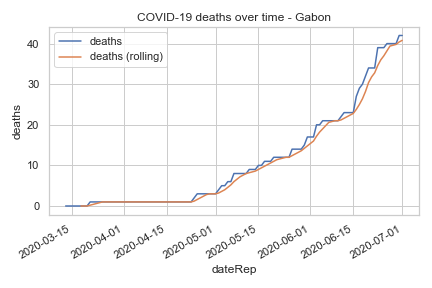 COVID-19 deaths over time - Gabon
deaths
deaths (rolling)
40
30
20
10
0
deaths
2020-03-15
2020-04-01
2020-04-15
2020-05-01
2020-05-15
2020-06-01
2020-06-15
2020-07-01
dateRep